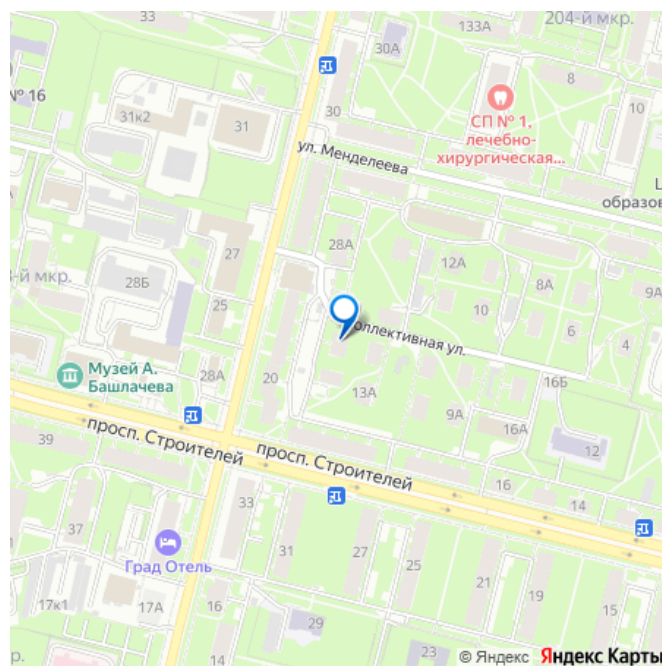 33
133А
204-й мкр.
30А
8
№ 16
31к2
31
30
10
СП № 1,
лечебно-
хирургическая...
ул. Менделеева
образов
28А
27
12А
8А
9А
-й мкр.
28Б
25
10
6
4
оллективная ул.
Музей А.
Башлачева
28А
20
13А
9А
16Б
16А
12
39
просп. Строителей
просп. Строителей
16
14
33
37
31
27
25
21
19
15
Град Отель
17к1
17А
16
29
14
23
р.
© Яндекс Яндекс Карты